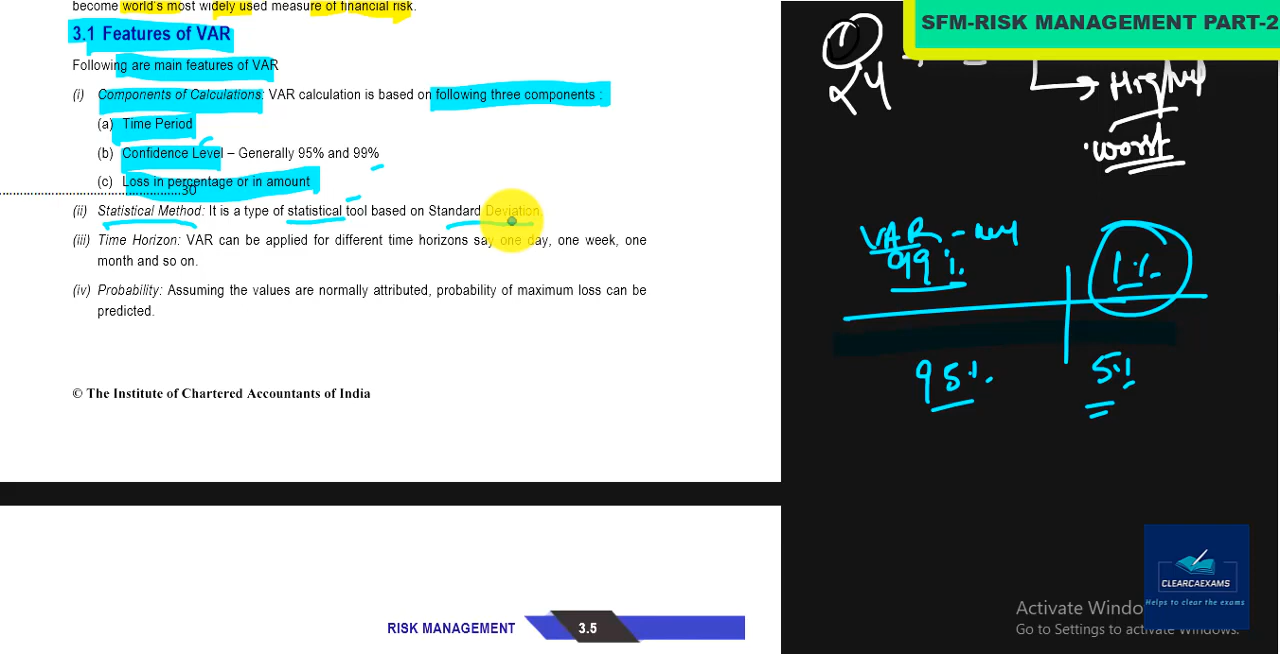 become world's most widely used measure of financial risk.
3.1 Features of VAR
Following are main features of VAR
(i) Components of Calculations: VAR calculation is based on following three components :
(a) Time Period
(b) Confidence Level – Generally 95% and 99%
(c) Loss in percentage or in amount
30
(ii) Statistical Method: It is a type of statistical tool based on Standard Deviation.
(iii) Time Horizon: VAR can be applied for different time horizons say one day, one week, one
month and so on.
(iv) Probability: Assuming the values are normally attributed, probability of maximum loss can be
predicted.
© The Institute of Chartered Accountants of India
RISK MANAGEMENT 3.5
SFM-RISK MANAGEMENT PART-2
24
Highest
worst
VAR -
99 %
1%
95%
5%
CLEARCAEXAMS
Helps to clear the exams
Activate Windo
Go to Settings to activate Windows.